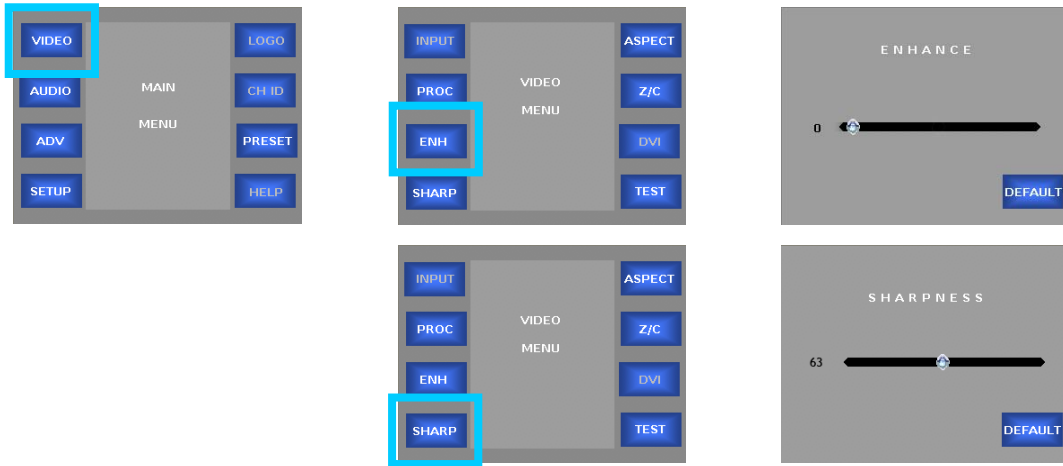 VIDEO
AUDIO
ADV
SETUP
MAIN
MENU
LOGO
CH ID
PRESET
HELP
INPUT
PROC
ENH
SHARP
VIDEO
MENU
ASPECT
Z/C
DVI
TEST
ENHANCE
0
DEFAULT
INPUT
PROC
ENH
SHARP
VIDEO
MENU
ASPECT
Z/C
DVI
TEST
SHARPNESS
63
DEFAULT